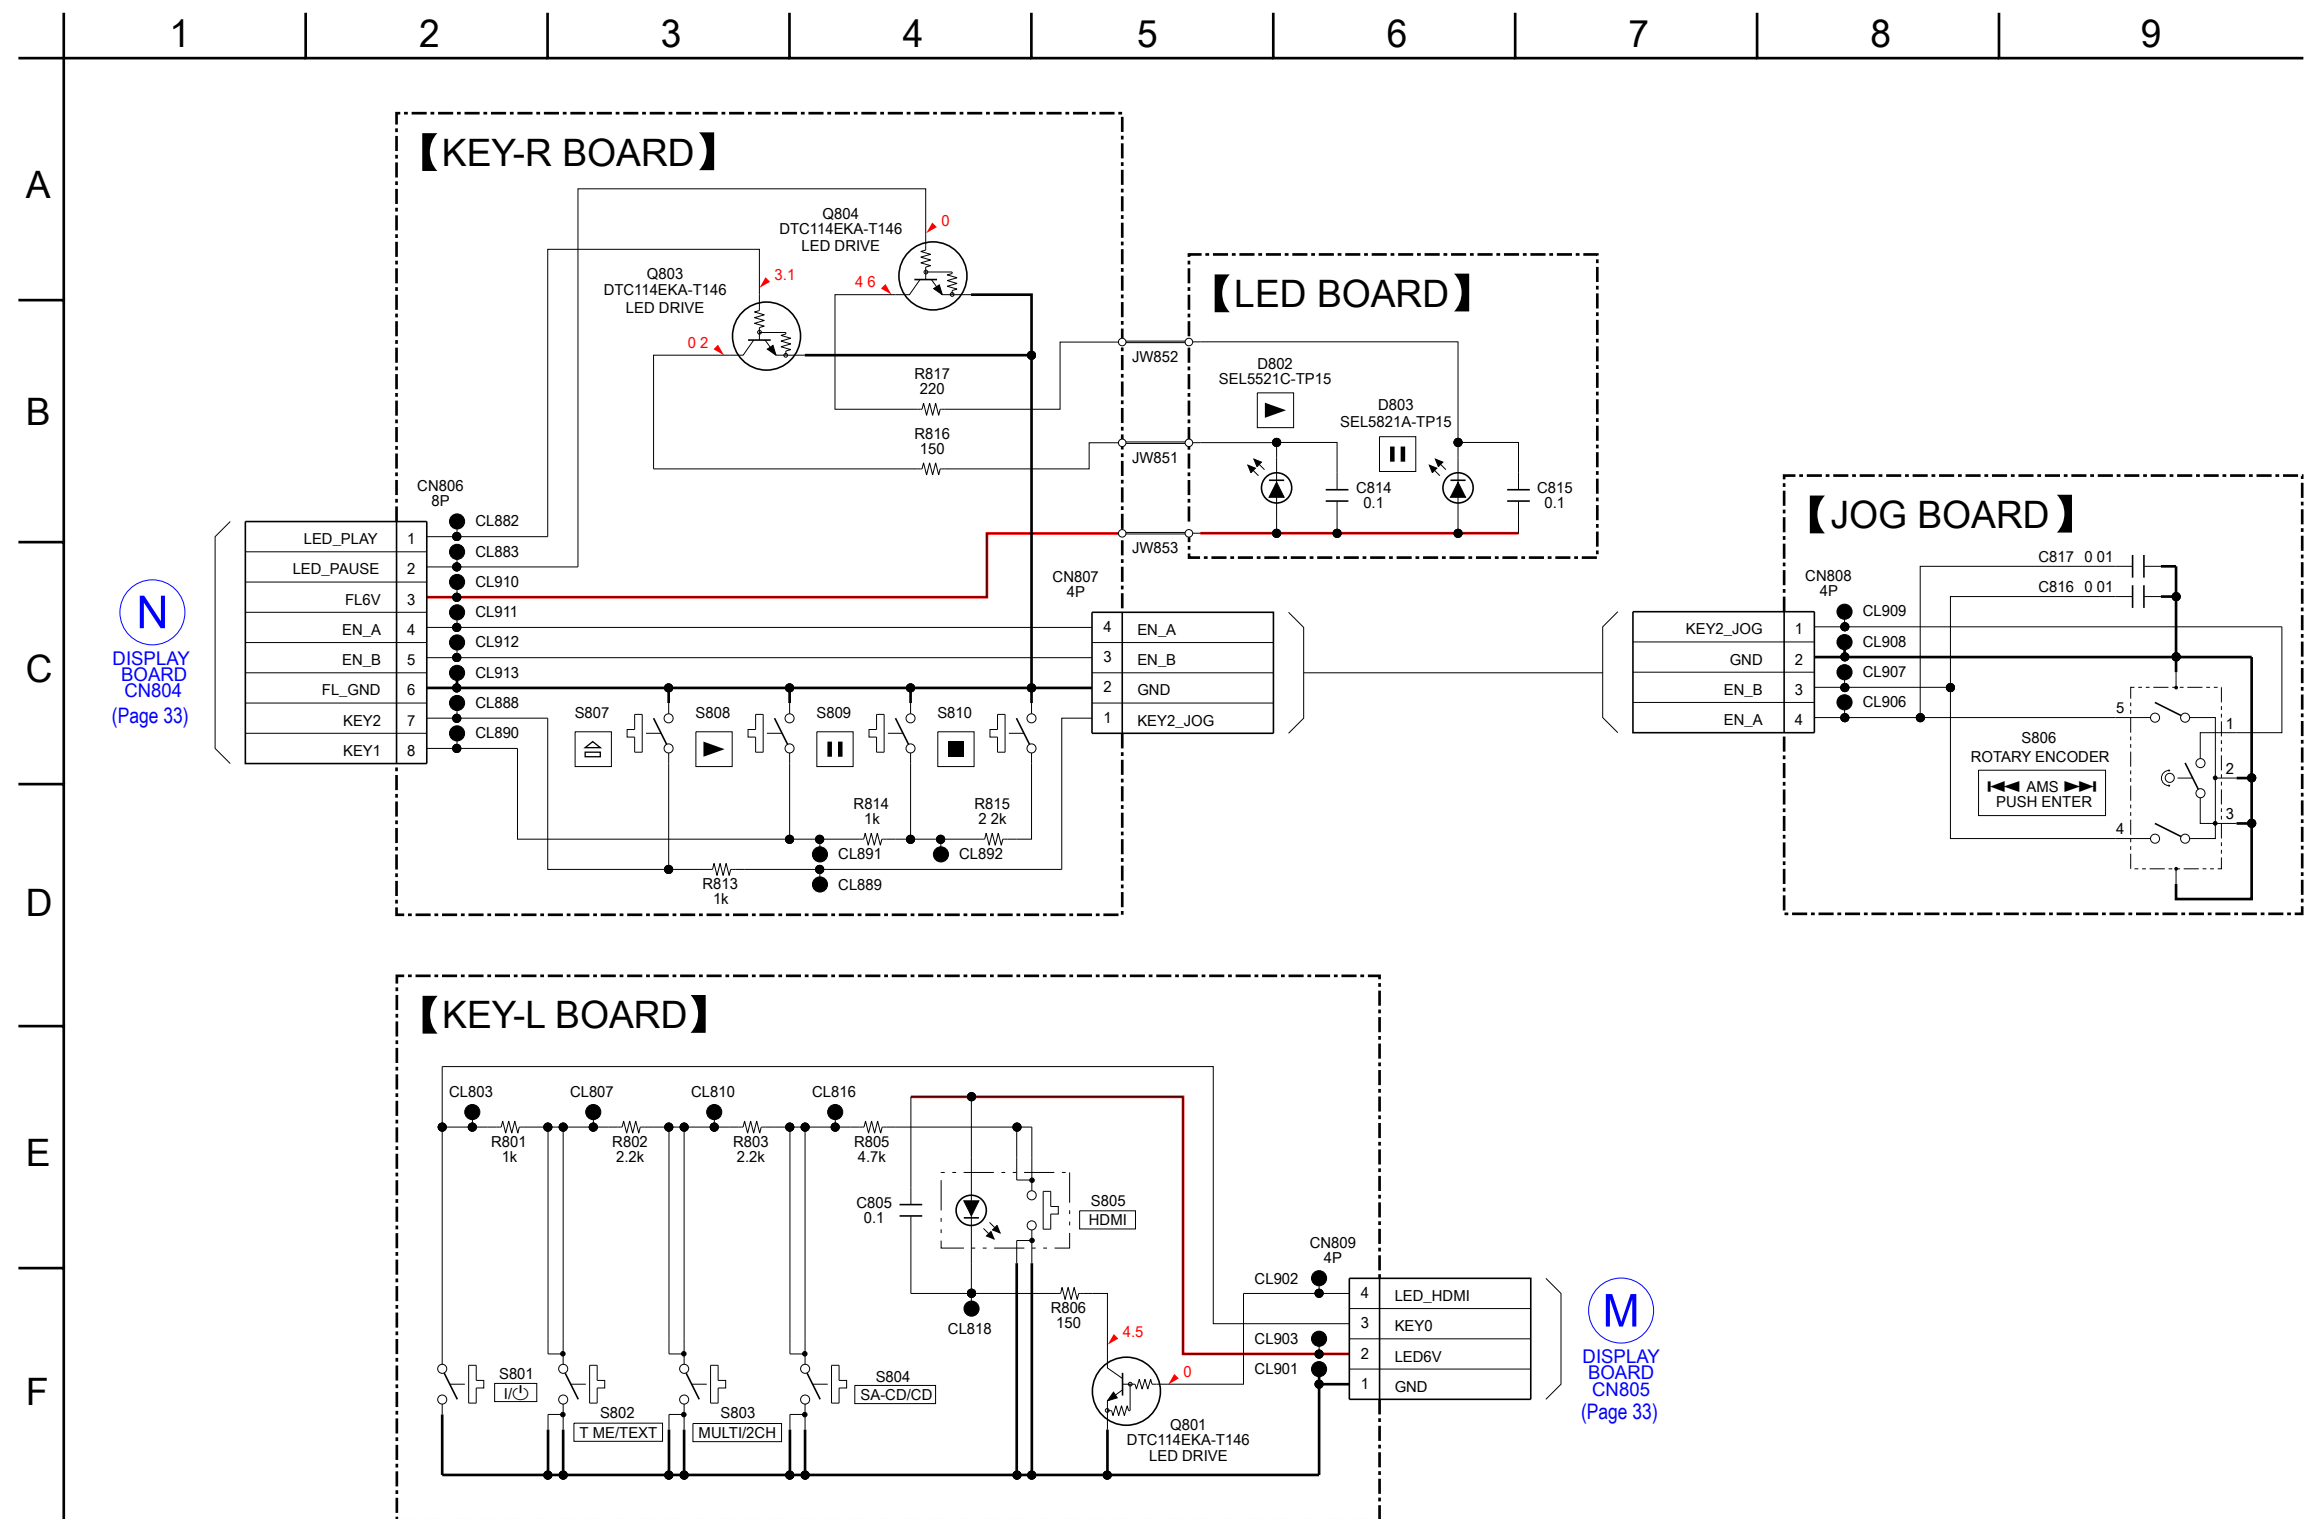 1 2 3 4 5 6 7 8 9
A
B
C
D
E
F
【KEY-R BOARD】
Q804
DTC114EKA-T146
LED DRIVE
0
4 6
Q803
DTC114EKA-T146
LED DRIVE
3.1
0 2
R817
220
R816
150
JW852
JW851
JW853
【LED BOARD】
D802
SEL5521C-TP15
D803
SEL5821A-TP15
C814
0.1
C815
0.1
N
DISPLAY
BOARD
CN804
(Page 33)
CN806
8P
LED_PLAY 1
LED_PAUSE 2
FL6V 3
EN_A 4
EN_B 5
FL_GND 6
KEY2 7
KEY1 8
CL882
CL883
CL910
CL911
CL912
CL913
CL888
CL890
S807
S808
S809
S810
R814
1k
R815
2 2k
CL891
CL892
R813
1k
CL889
CN807
4P
4 EN_A
3 EN_B
2 GND
1 KEY2_JOG
【JOG BOARD】
C817 0 01
C816 0 01
CN808
4P
KEY2_JOG 1
GND 2
EN_B 3
EN_A 4
CL909
CL908
CL907
CL906
S806
ROTARY ENCODER
AMS
PUSH ENTER
5
1
2
3
4
【KEY-L BOARD】
CL803
CL807
CL810
CL816
R801
1k
R802
2.2k
R803
2.2k
R805
4.7k
C805
0.1
S805
HDMI
CL818
R806
150
4.5
0
Q801
DTC114EKA-T146
LED DRIVE
S801
I/⏻
S802
T ME/TEXT
S803
MULTI/2CH
S804
SA-CD/CD
CN809
4P
CL902
CL903
CL901
4 LED_HDMI
3 KEY0
2 LED6V
1 GND
M
DISPLAY
BOARD
CN805
(Page 33)